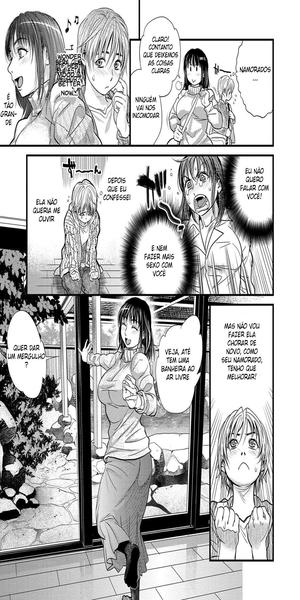 NAMORADOS
...
CLARO!
CONTANTO
QUE DEIXEMOS
AS COISAS
CLARAS
NINGUÉM VAI
NOS
INCOMODAR
I
WONDER
BETTER
NOW...
É
TÃO
GRAN-
DE
EU NÃO
QUERO
FALAR COM
VOCÊ!
E NEM
FAZER MAIS
SEXO COM
VOCÊ
DEPOIS
QUE EU
CONFESSEI
ELA NÃO
QUERIA ME
OUVIR
MAS NÃO VOU
FAZER ELA
CHORAR DE
NOVO, COMO
SEU NAMORADO,
TENHO QUE
MELHORAR!
VEJA, ATÉ TEM
UMA
BANHEIRA AO
AR LIVRE
QUER DAR
UM MERGULHO
?